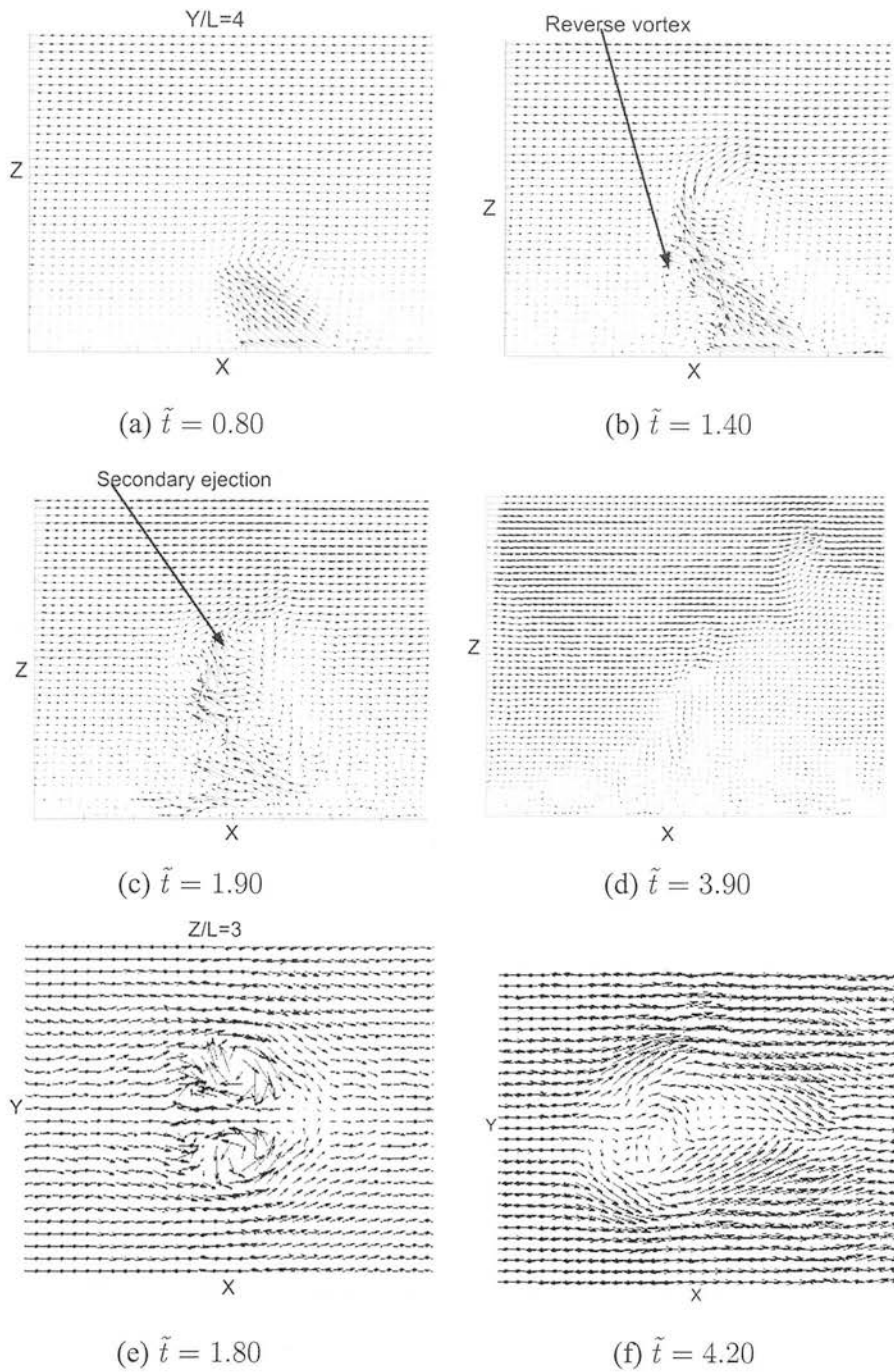 Y/L=4
Z
X
(a) t̃ = 0.80
Reverse vortex
Z
X
(b) t̃ = 1.40
Secondary ejection
Z
X
(c) t̃ = 1.90
Z
X
(d) t̃ = 3.90
Z/L=3
Y
X
(e) t̃ = 1.80
Y
X
(f) t̃ = 4.20